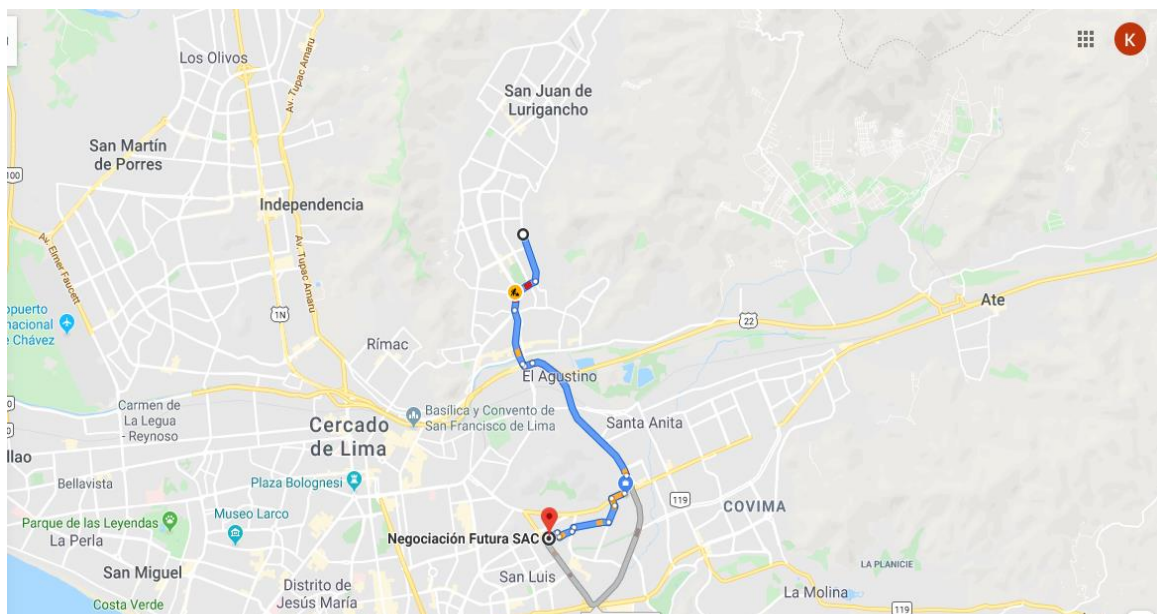 Los Olivos
Av. Tupac Amaru
San Juan de
Lurigancho
K
San Martín
de Porres
100
Independencia
Av. Elmer Faucett
Av. Tupac Amaru
1N
opuerto
nacional
e Chávez
Rímac
22
Ate
El Agustino
Carmen de
La Legua
- Reynoso
Cercado
de Lima
Basílica y Convento de
San Francisco de Lima
Santa Anita
llao
Bellavista
Plaza Bolognesi
119
COVIMA
Parque de las Leyendas
La Perla
Museo Larco
Negociación Futura SAC
San Miguel
Distrito de
Jesús María
San Luis
LA PLANICIE
La Molina
119
Costa Verde